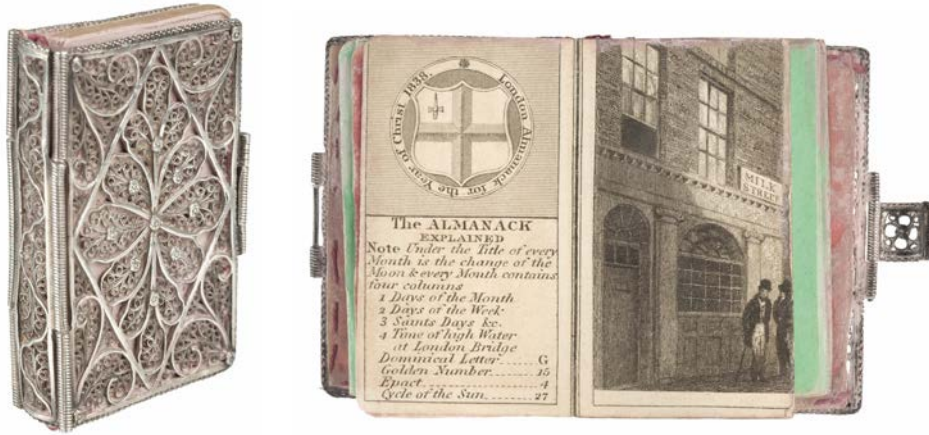 London Almanack for the Year of Christ 1838.
The ALMANACK
EXPLAINED
Note Under the Title of every
Month is the change of the
Moon & every Month contains
four columns
1 Days of the Month
2 Days of the Week
3 Saints Days &c.
4 Time of high Water
at London Bridge
Dominical Letter ...... G
Golden Number ........ 15
Epact ................ 4
Cycle of the Sun ....... 27
MILK
STREET